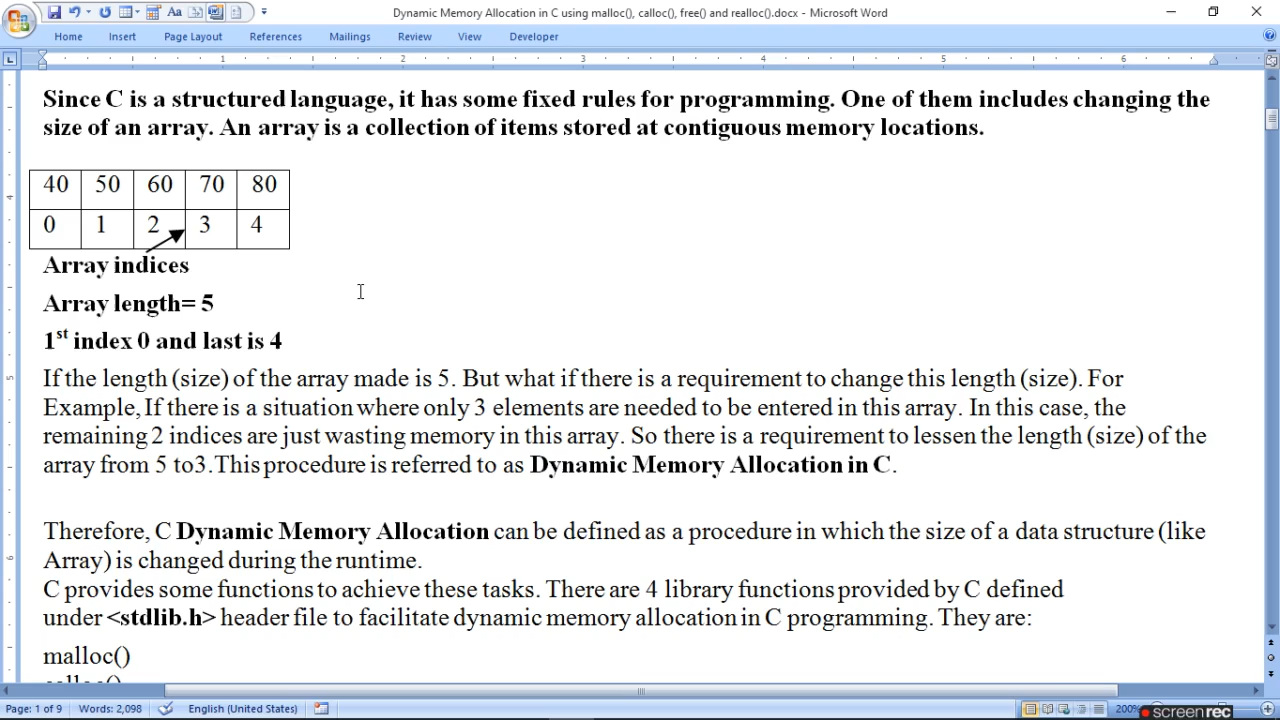 Dynamic Memory Allocation in C using malloc(), calloc(), free() and realloc().docx - Microsoft Word
Home Insert Page Layout References Mailings Review View Developer
1 2 3 4 5 6
Since C is a structured language, it has some fixed rules for programming. One of them includes changing the
size of an array. An array is a collection of items stored at contiguous memory locations.
40 50 60 70 80
0 1 2 3 4
Array indices
Array length= 5
1st index 0 and last is 4
If the length (size) of the array made is 5. But what if there is a requirement to change this length (size). For
Example, If there is a situation where only 3 elements are needed to be entered in this array. In this case, the
remaining 2 indices are just wasting memory in this array. So there is a requirement to lessen the length (size) of the
array from 5 to3.This procedure is referred to as Dynamic Memory Allocation in C.
Therefore, C Dynamic Memory Allocation can be defined as a procedure in which the size of a data structure (like
Array) is changed during the runtime.
C provides some functions to achieve these tasks. There are 4 library functions provided by C defined
under <stdlib.h> header file to facilitate dynamic memory allocation in C programming. They are:
malloc()
calloc()
Page: 1 of 9 Words: 2,098 English (United States) 200%
screenrec